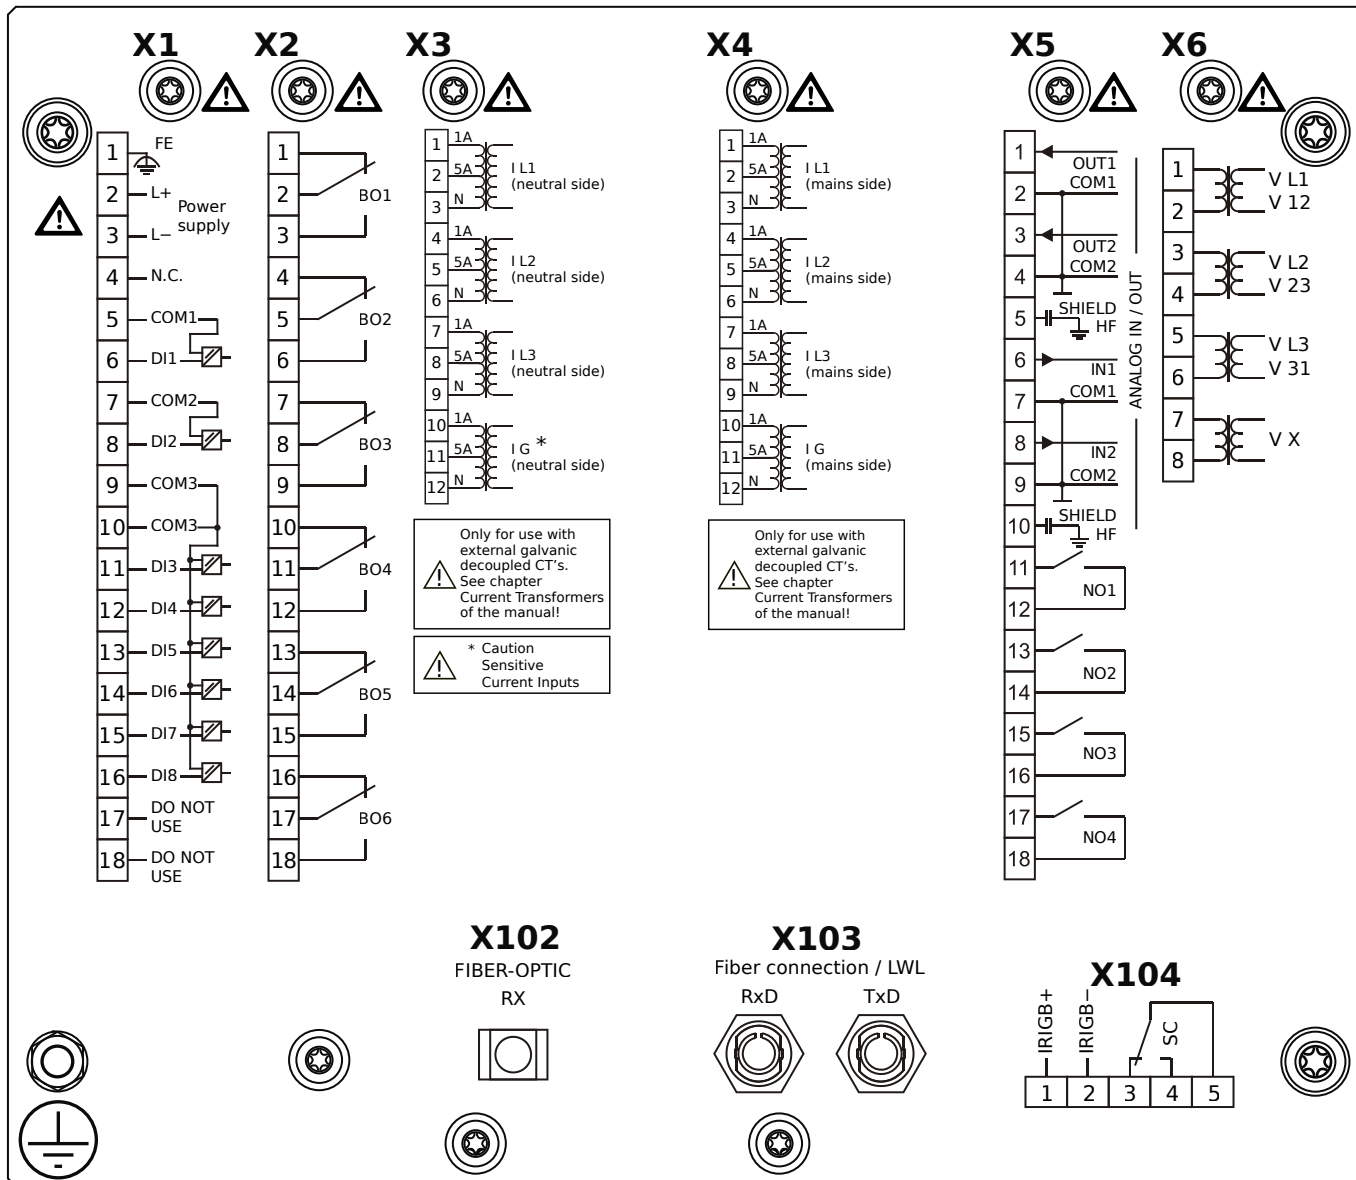 X1
1
FE
2
L+
Power
supply
3
L−
4
N.C.
5
COM1
6
DI1
7
COM2
8
DI2
9
COM3
10
COM3
11
DI3
12
DI4
13
DI5
14
DI6
15
DI7
16
DI8
17
DO NOT
USE
18
DO NOT
USE
X2
1
2
BO1
3
4
5
BO2
6
7
8
BO3
9
10
11
BO4
12
13
14
BO5
15
16
17
BO6
18
X3
1
1A
2
5A
3
N
I L1
(neutral side)
4
1A
5
5A
6
N
I L2
(neutral side)
7
1A
8
5A
9
N
I L3
(neutral side)
10
1A
11
5A
12
N
I G *
(neutral side)
Only for use with
external galvanic
decoupled CT's.
See chapter
Current Transformers
of the manual!
* Caution
Sensitive
Current Inputs
X4
1
1A
2
5A
3
N
I L1
(mains side)
4
1A
5
5A
6
N
I L2
(mains side)
7
1A
8
5A
9
N
I L3
(mains side)
10
1A
11
5A
12
N
I G
(mains side)
Only for use with
external galvanic
decoupled CT's.
See chapter
Current Transformers
of the manual!
X5
1
OUT1
2
COM1
3
OUT2
4
COM2
5
SHIELD
HF
6
IN1
7
COM1
8
IN2
9
COM2
10
SHIELD
HF
ANALOG IN / OUT
11
12
NO1
13
14
NO2
15
16
NO3
17
18
NO4
X6
1
2
V L1
V 12
3
4
V L2
V 23
5
6
V L3
V 31
7
8
V X
X102
FIBER-OPTIC
RX
X103
Fiber connection / LWL
RxD
TxD
X104
IRIGB+
IRIGB−
SC
1 2 3 4 5